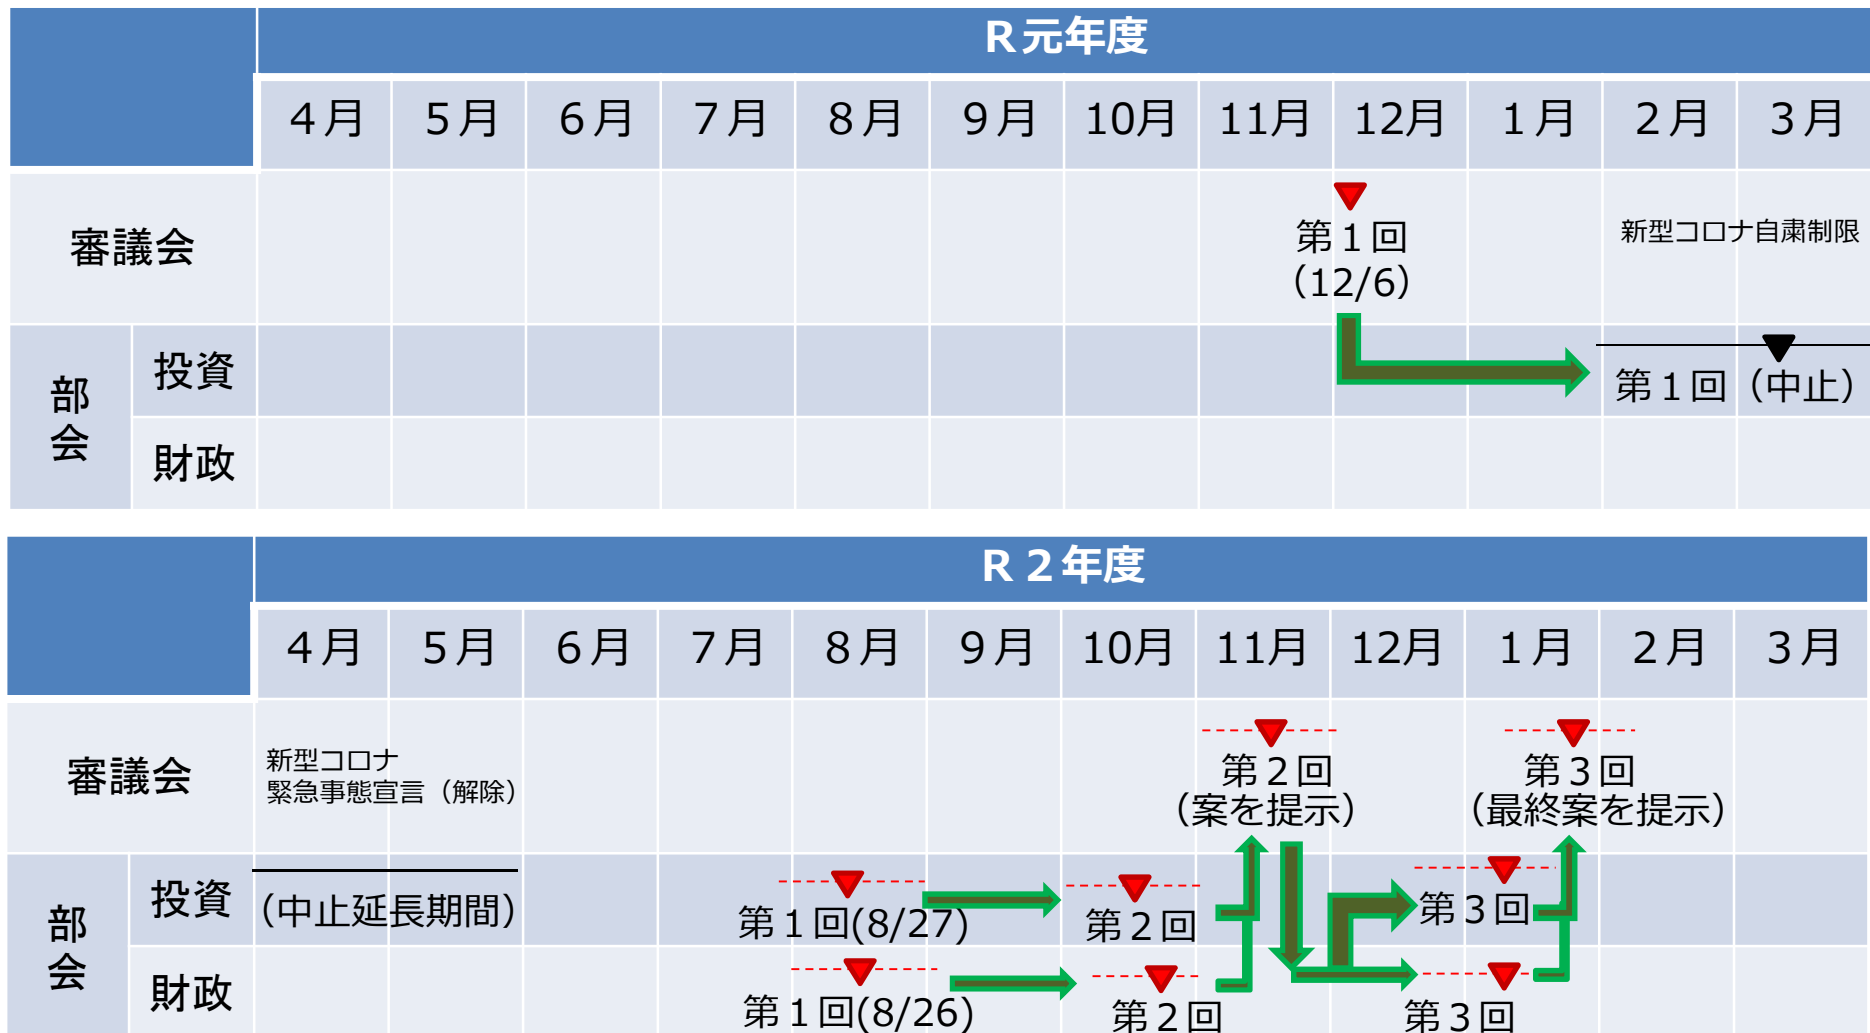 Ｒ元年度
４月 ５月 ６月 ７月 ８月 ９月 10月 11月 12月 １月 ２月 ３月
審議会
第１回
（12/6）
新型コロナ自粛制限
部会
投資
第１回（中止）
財政
Ｒ２年度
４月 ５月 ６月 ７月 ８月 ９月 10月 11月 12月 １月 ２月 ３月
審議会
新型コロナ
緊急事態宣言（解除）
第２回
（案を提示）
第３回
（最終案を提示）
部会
投資
（中止延長期間）
第１回(8/27)
第２回
第３回
財政
第１回(8/26)
第２回
第３回